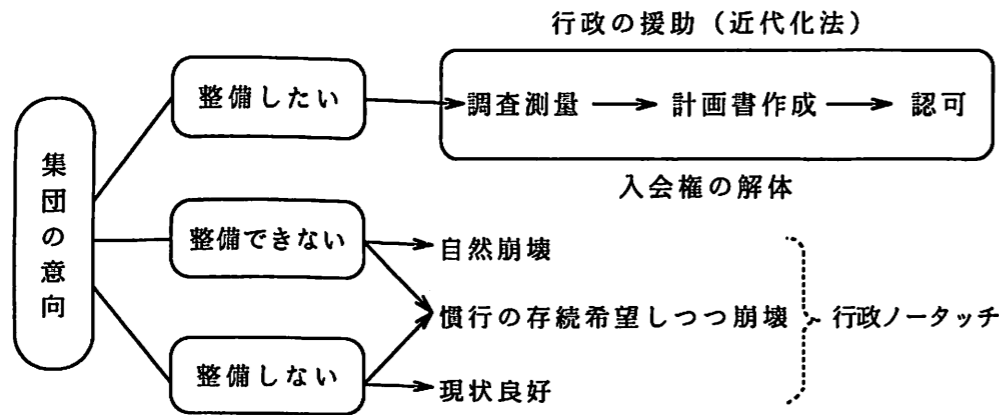 行政の援助（近代化法）
整備したい
調査測量
計画書作成
認可
入会権の解体
集団の意向
整備できない
自然崩壊
慣行の存続希望しつつ崩壊
行政ノータッチ
整備しない
現状良好